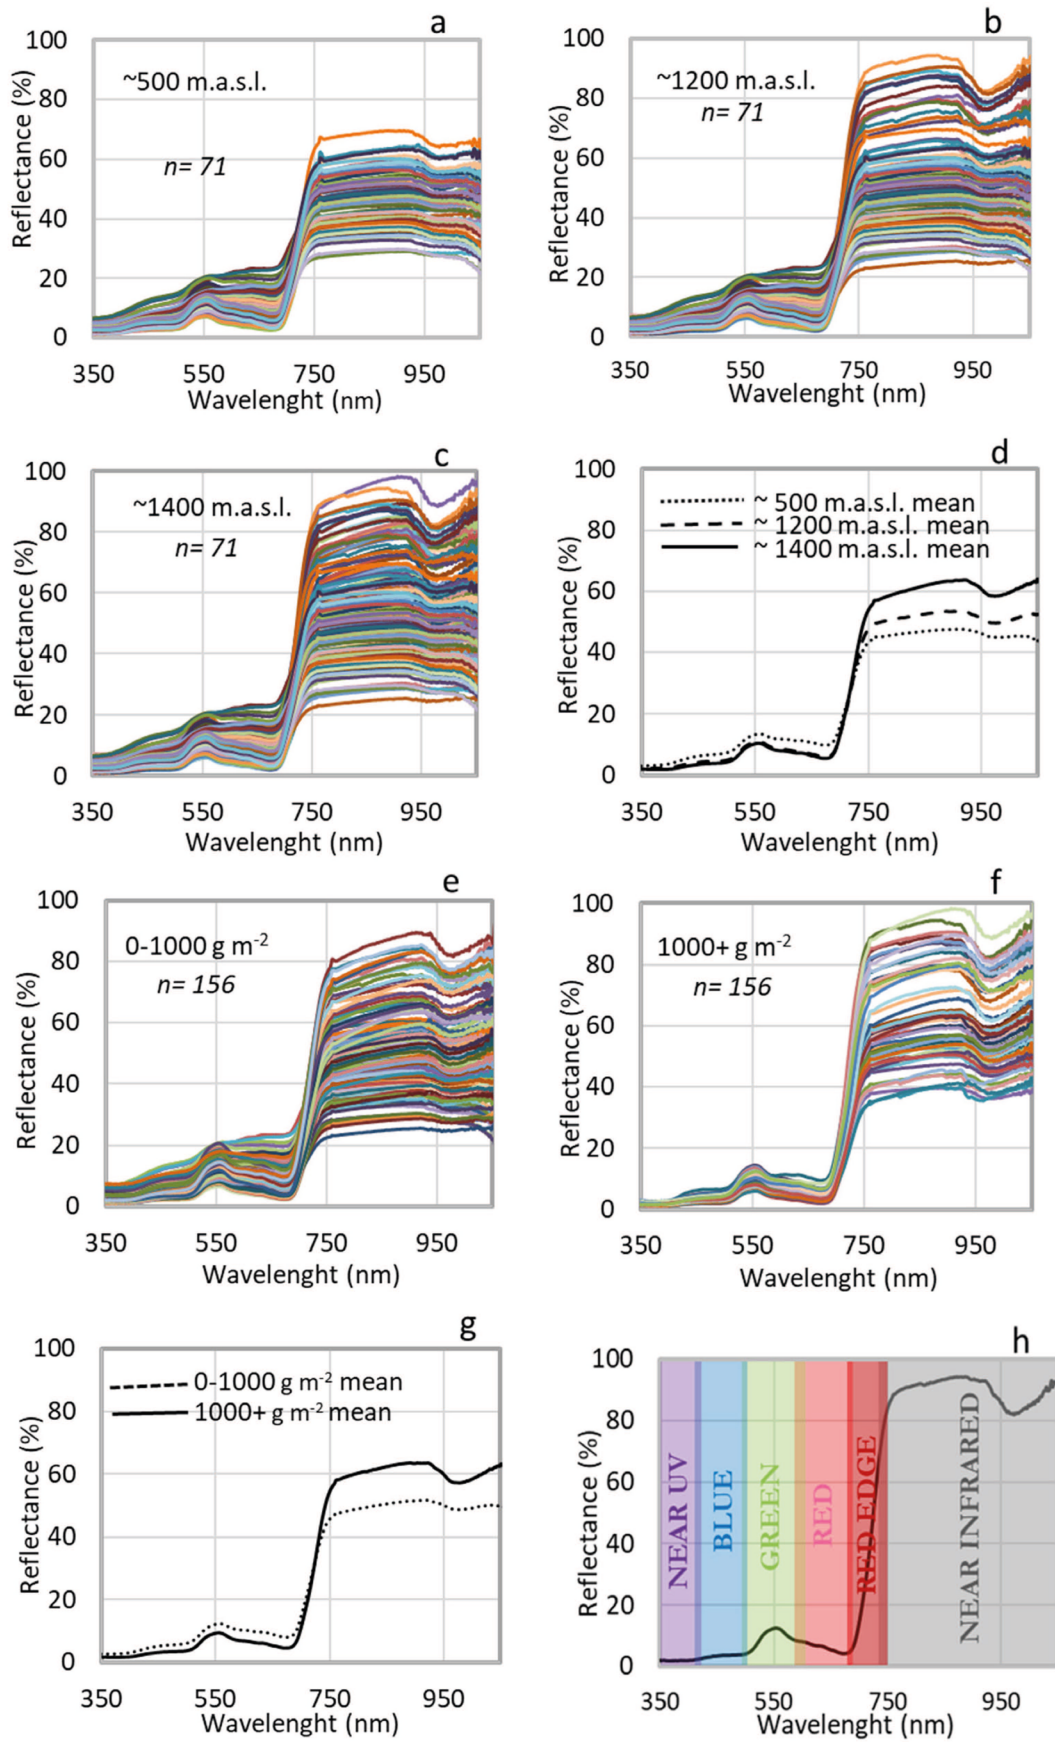 a
100
80
60
40
20
0
Reflectance (%)
~500 m.a.s.l.
n= 71
350 550 750 950
Wavelenght (nm)
b
100
80
60
40
20
0
Reflectance (%)
~1200 m.a.s.l.
n= 71
350 550 750 950
Wavelenght (nm)
c
100
80
60
40
20
0
Reflectance (%)
~1400 m.a.s.l.
n= 71
350 550 750 950
Wavelenght (nm)
d
100
80
60
40
20
0
Reflectance (%)
~ 500 m.a.s.l. mean
~ 1200 m.a.s.l. mean
~ 1400 m.a.s.l. mean
350 550 750 950
Wavelenght (nm)
e
100
80
60
40
20
0
Reflectance (%)
0-1000 g m-2
n= 156
350 550 750 950
Wavelenght (nm)
f
100
80
60
40
20
0
Reflectance (%)
1000+ g m-2
n= 156
350 550 750 950
Wavelenght (nm)
g
100
80
60
40
20
0
Reflectance (%)
0-1000 g m-2 mean
1000+ g m-2 mean
350 550 750 950
Wavelenght (nm)
h
100
80
60
40
20
0
Reflectance (%)
NEAR UV
BLUE
GREEN
RED
RED EDGE
NEAR INFRARED
350 550 750 950
Wavelenght (nm)